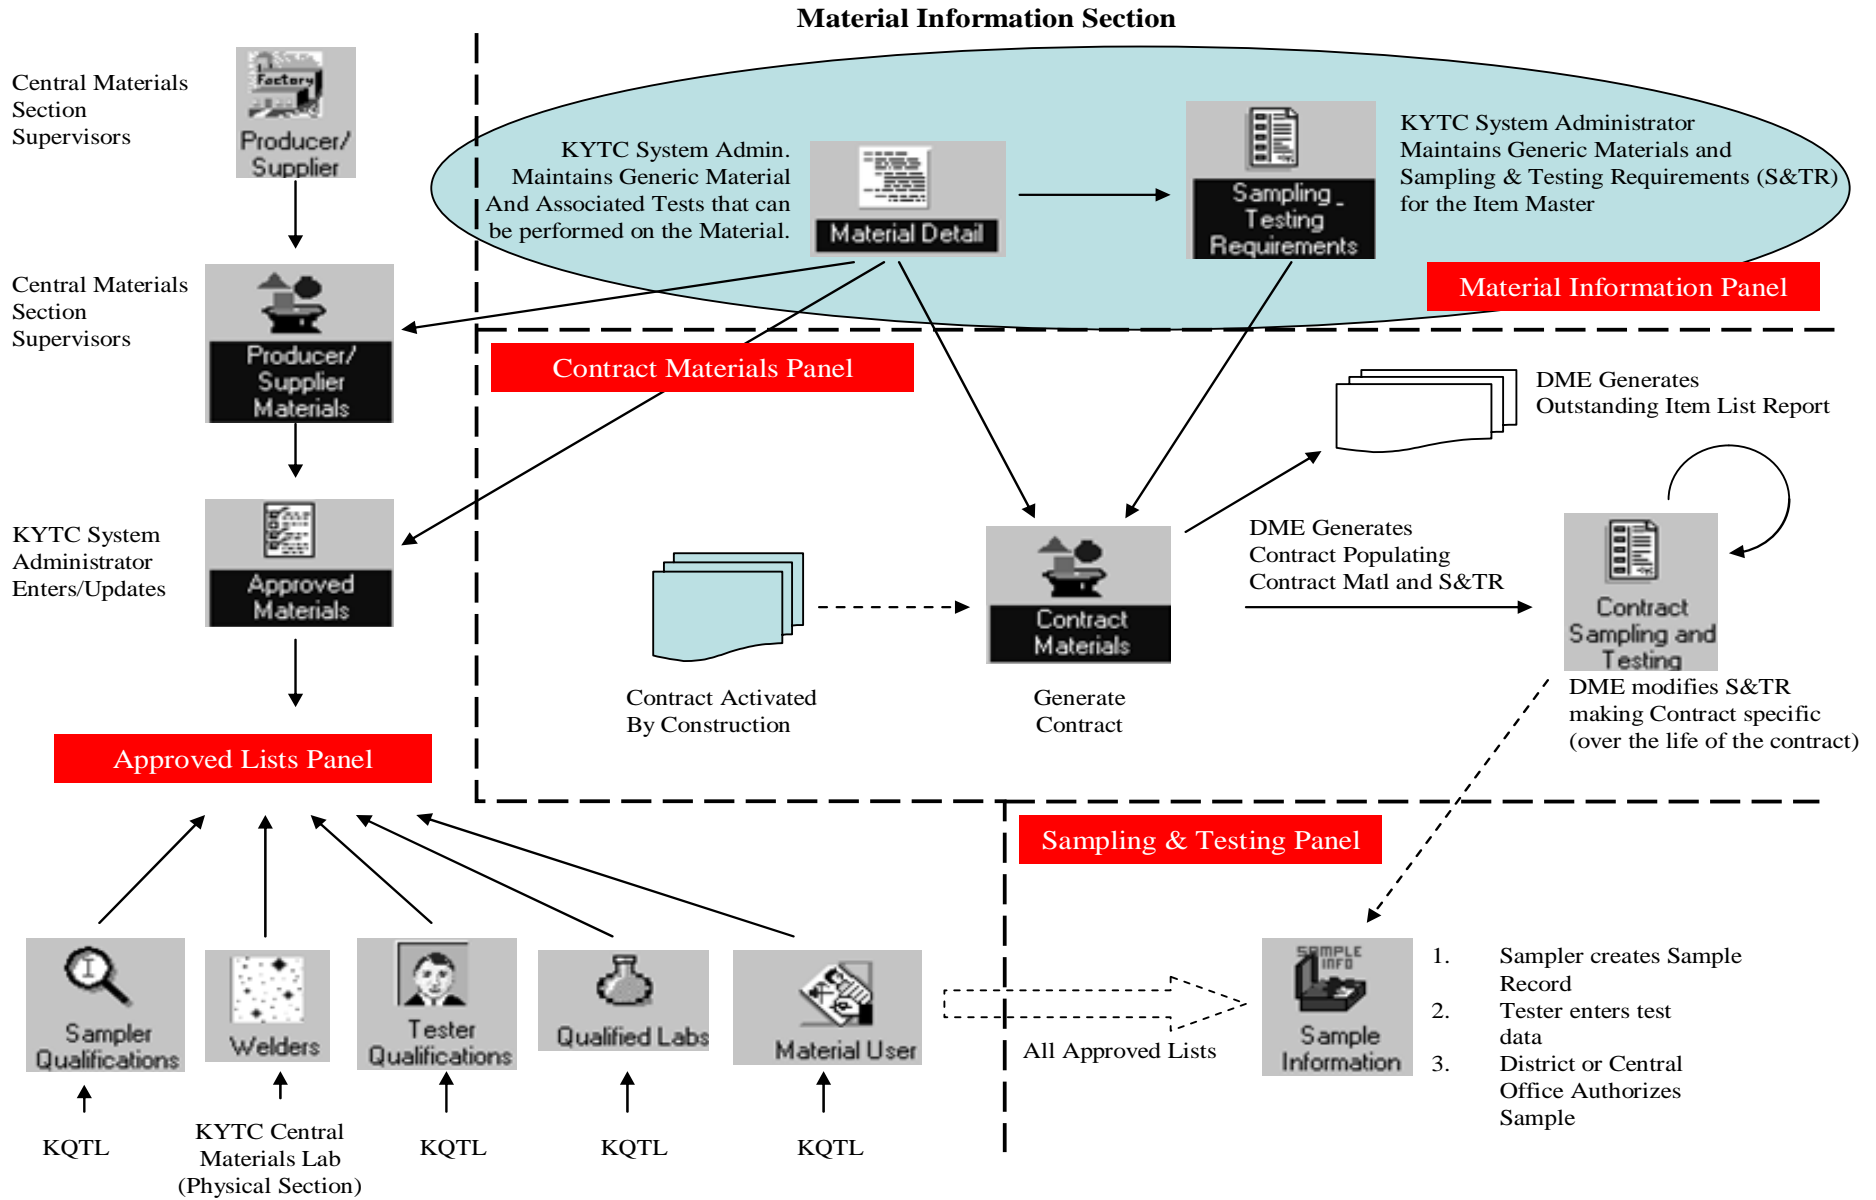 Material Information Section
Central Materials
Section
Supervisors
Factory
Producer/
Supplier
KYTC System Admin.
Maintains Generic Material
And Associated Tests that can
be performed on the Material.
Material Detail
Sampling_
Testing
Requirements
KYTC System Administrator
Maintains Generic Materials and
Sampling & Testing Requirements (S&TR)
for the Item Master
Material Information Panel
Central Materials
Section
Supervisors
Producer/
Supplier
Materials
Contract Materials Panel
DME Generates
Outstanding Item List Report
KYTC System
Administrator
Enters/Updates
Approved
Materials
Contract Activated
By Construction
Contract
Materials
Generate
Contract
DME Generates
Contract Populating
Contract Matl and S&TR
Contract
Sampling and
Testing
DME modifies S&TR
making Contract specific
(over the life of the contract)
Approved Lists Panel
Sampling & Testing Panel
Sampler
Qualifications
Welders
Tester
Qualifications
Qualified Labs
Material User
All Approved Lists
SAMPLE
INFO
Sample
Information
1. Sampler creates Sample
Record
2. Tester enters test
data
3. District or Central
Office Authorizes
Sample
KQTL
KYTC Central
Materials Lab
(Physical Section)
KQTL
KQTL
KQTL